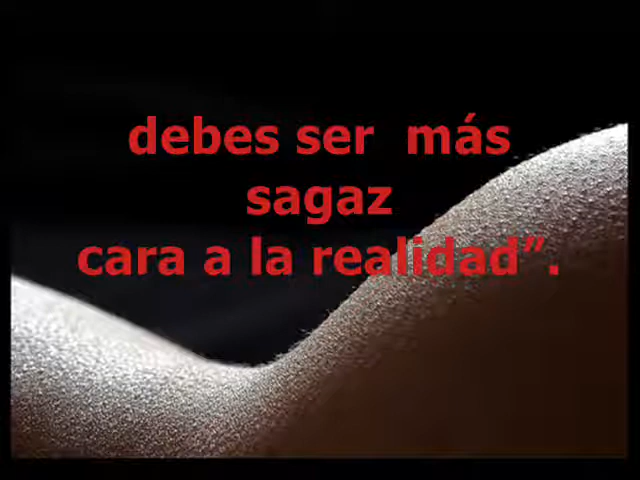 debes ser  más
sagaz
cara a la realidad”.